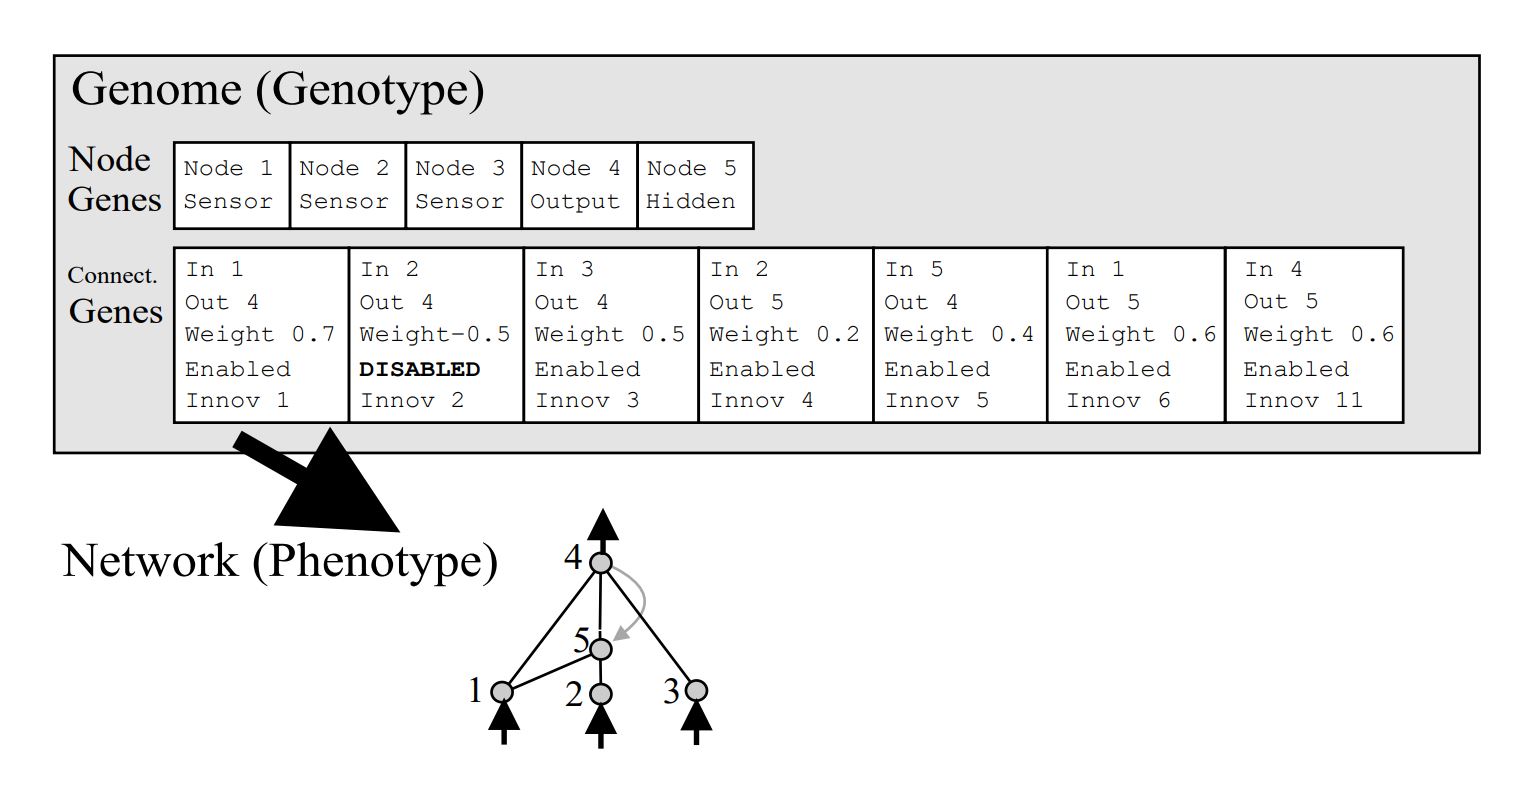 Genome (Genotype)
Node Genes
Node 1 Node 2 Node 3 Node 4 Node 5
Sensor Sensor Sensor Output Hidden
Connect. Genes
In 1 In 2 In 3 In 2 In 5 In 1 In 4
Out 4 Out 4 Out 4 Out 5 Out 4 Out 5 Out 5
Weight 0.7 Weight-0.5 Weight 0.5 Weight 0.2 Weight 0.4 Weight 0.6 Weight 0.6
Enabled DISABLED Enabled Enabled Enabled Enabled Enabled
Innov 1 Innov 2 Innov 3 Innov 4 Innov 5 Innov 6 Innov 11
Network (Phenotype)
4
5
1 2 3